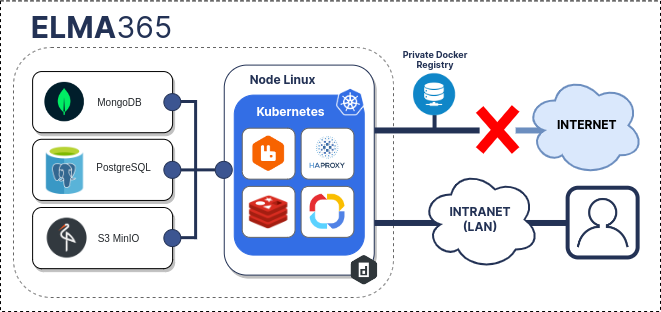 ELMA365
MongoDB
PostgreSQL
S3 MinIO
Node Linux
Kubernetes
HAPROXY
d
Private Docker
Registry
INTERNET
INTRANET
(LAN)